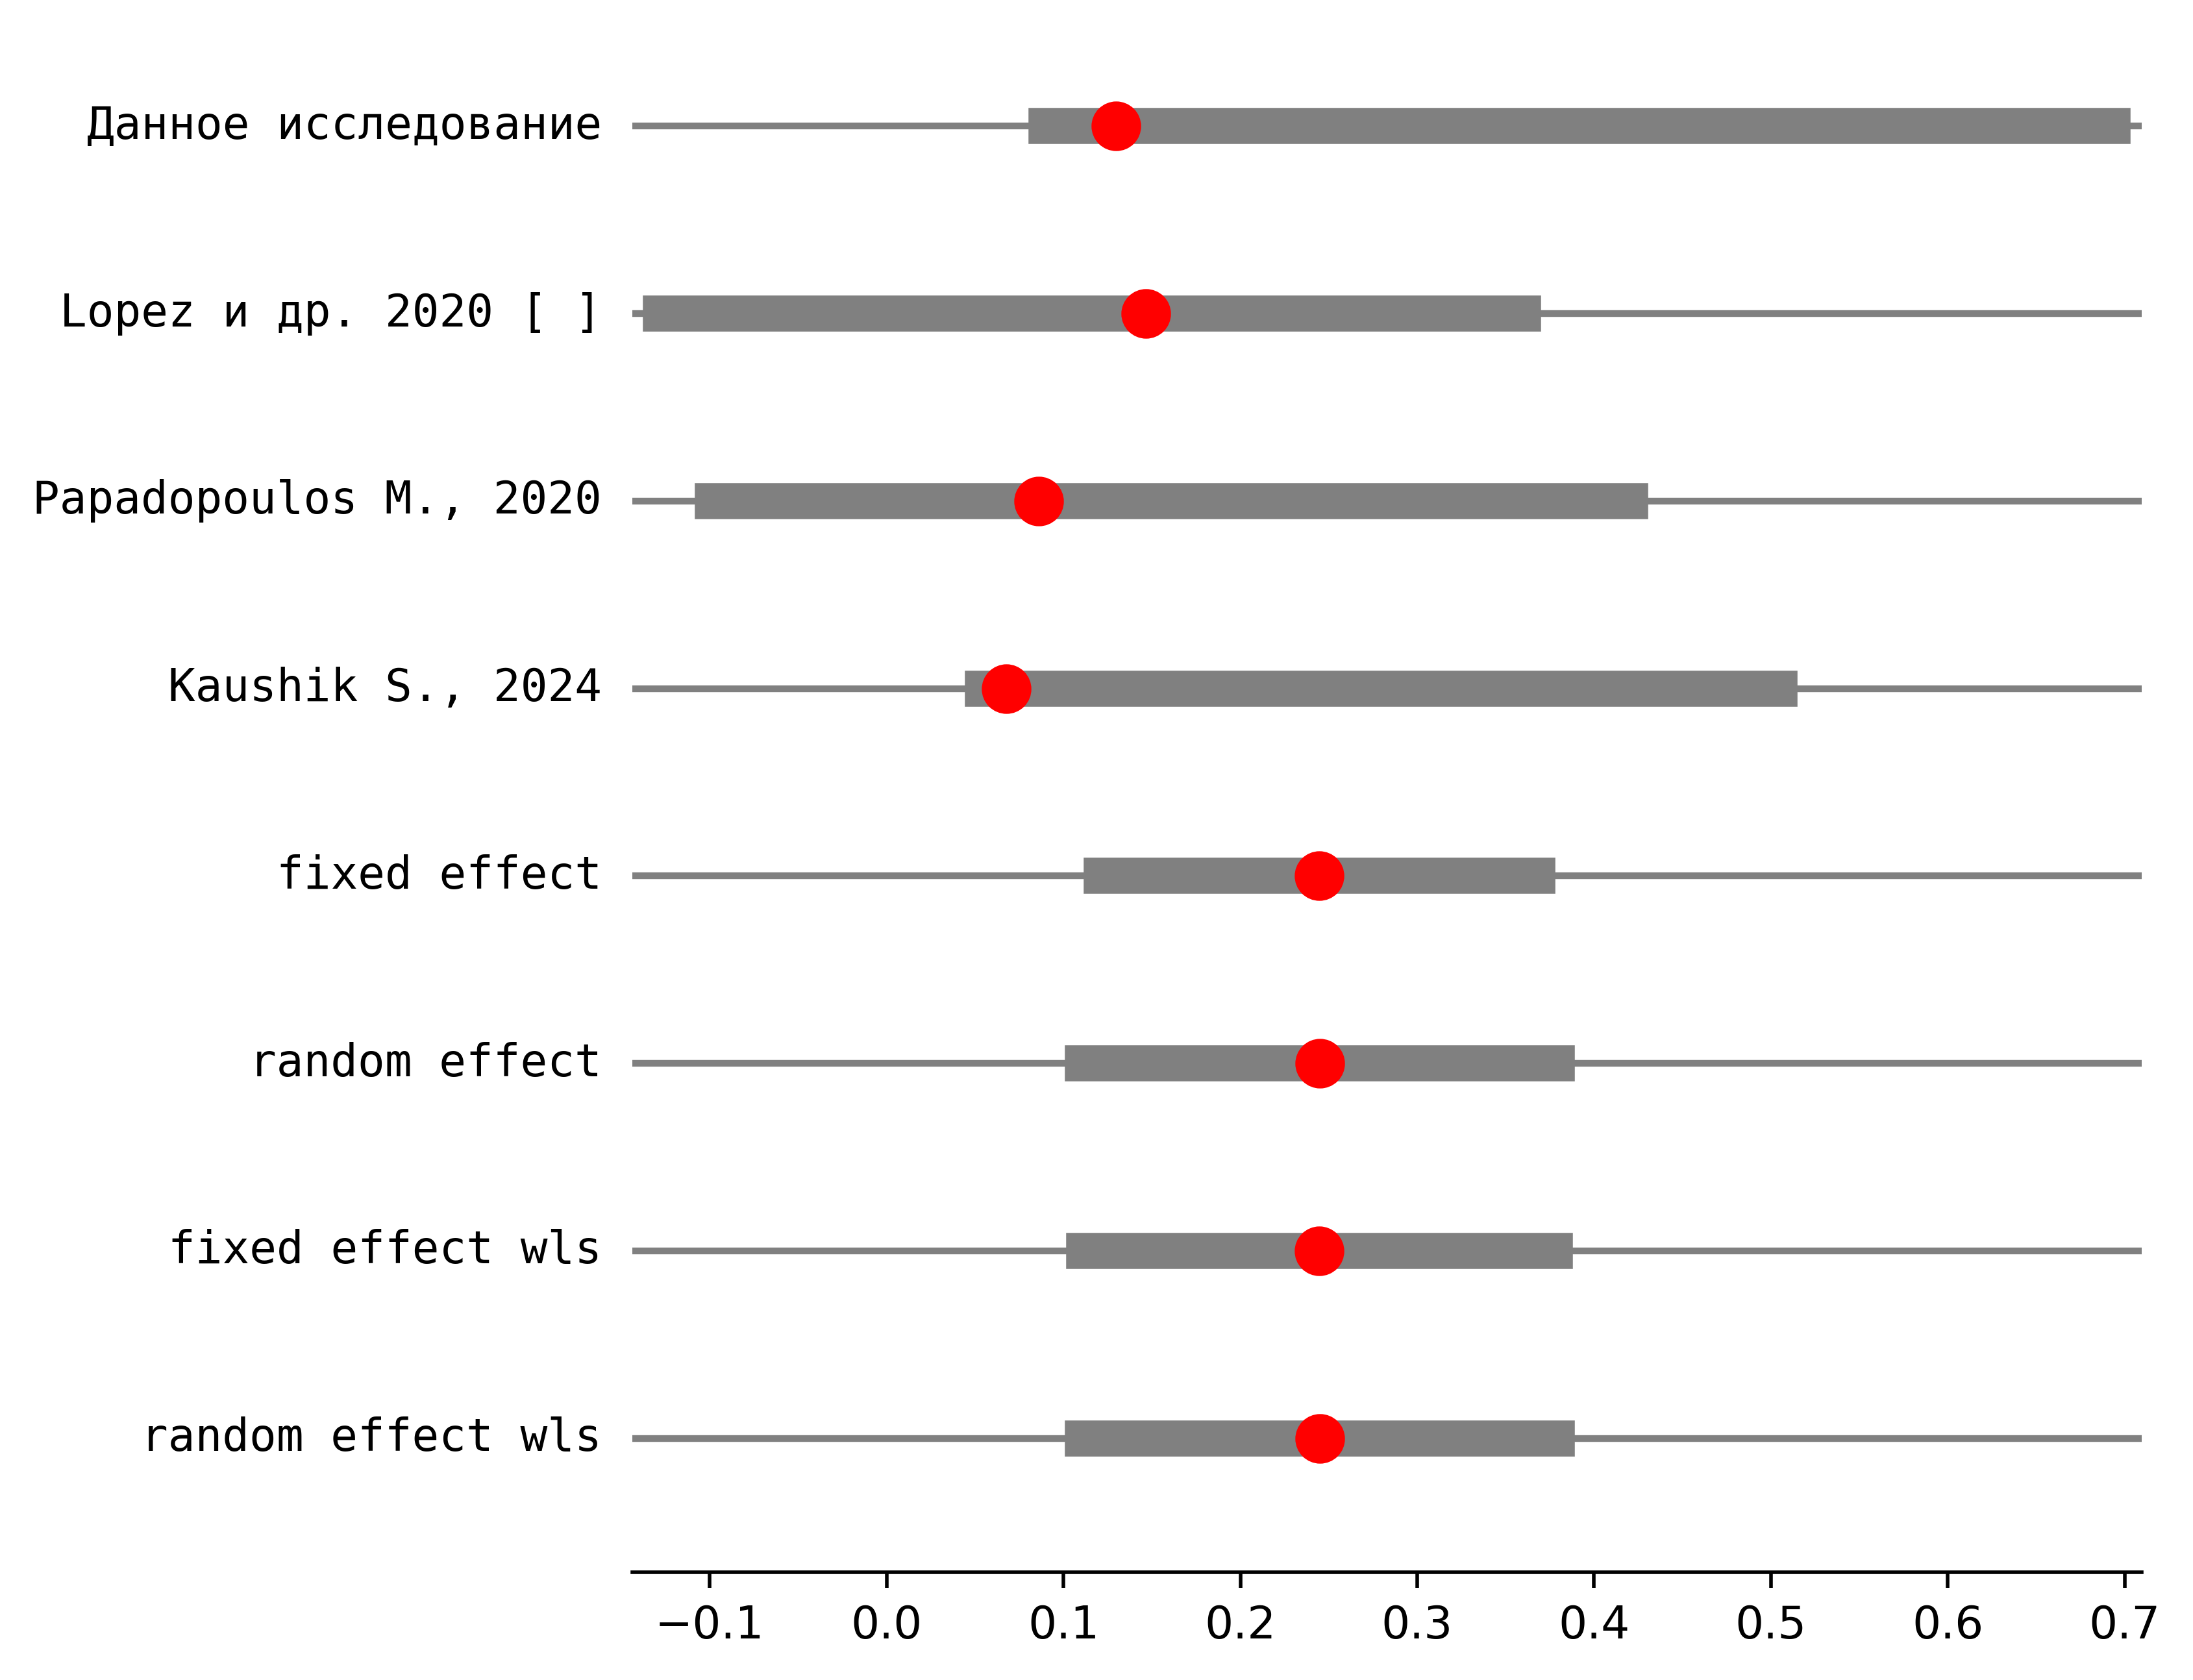 Данное исследование
Lopez и др. 2020 [ ]
Papadopoulos M., 2020
Kaushik S., 2024
fixed effect
random effect
fixed effect wls
random effect wls
−0.1 0.0 0.1 0.2 0.3 0.4 0.5 0.6 0.7